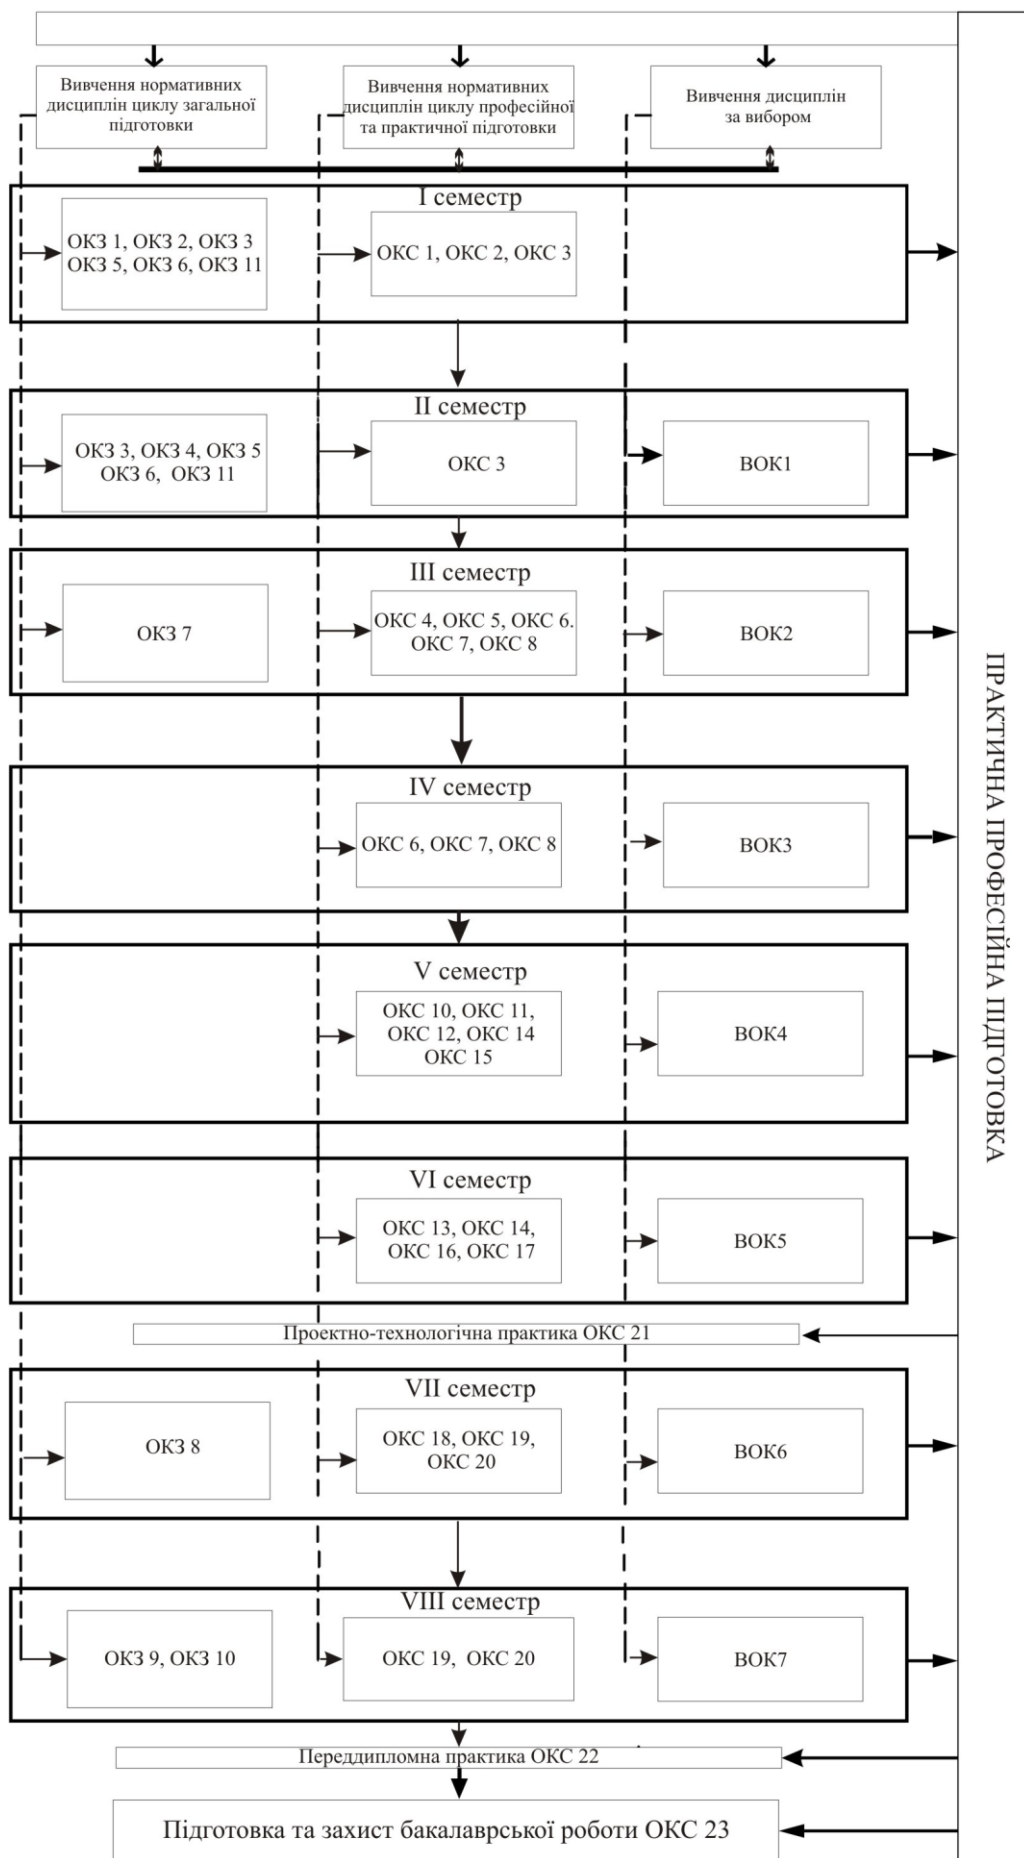 Вивчення нормативних
дисциплін циклу загальної
підготовки
Вивчення нормативних
дисциплін циклу професійної
та практичної підготовки
Вивчення дисциплін
за вибором
І семестр
ОКЗ 1, ОКЗ 2, ОКЗ 3
ОКЗ 5, ОКЗ 6, ОКЗ 11
ОКС 1, ОКС 2, ОКС 3
ІІ семестр
ОКЗ 3, ОКЗ 4, ОКЗ 5
ОКЗ 6, ОКЗ 11
ОКС 3
ВОК1
ІІІ семестр
ОКЗ 7
ОКС 4, ОКС 5, ОКС 6.
ОКС 7, ОКС 8
ВОК2
IV семестр
ОКС 6, ОКС 7, ОКС 8
ВОК3
V семестр
ОКС 10, ОКС 11,
ОКС 12, ОКС 14
ОКС 15
ВОК4
VI семестр
ОКС 13, ОКС 14,
ОКС 16, ОКС 17
ВОК5
Проектно-технологічна практика ОКС 21
VII семестр
ОКЗ 8
ОКС 18, ОКС 19,
ОКС 20
ВОК6
VIII семестр
ОКЗ 9, ОКЗ 10
ОКС 19, ОКС 20
ВОК7
Переддипломна практика ОКС 22
Підготовка та захист бакалаврської роботи ОКС 23
ПРАКТИЧНА ПРОФЕСІЙНА ПІДГОТОВКА